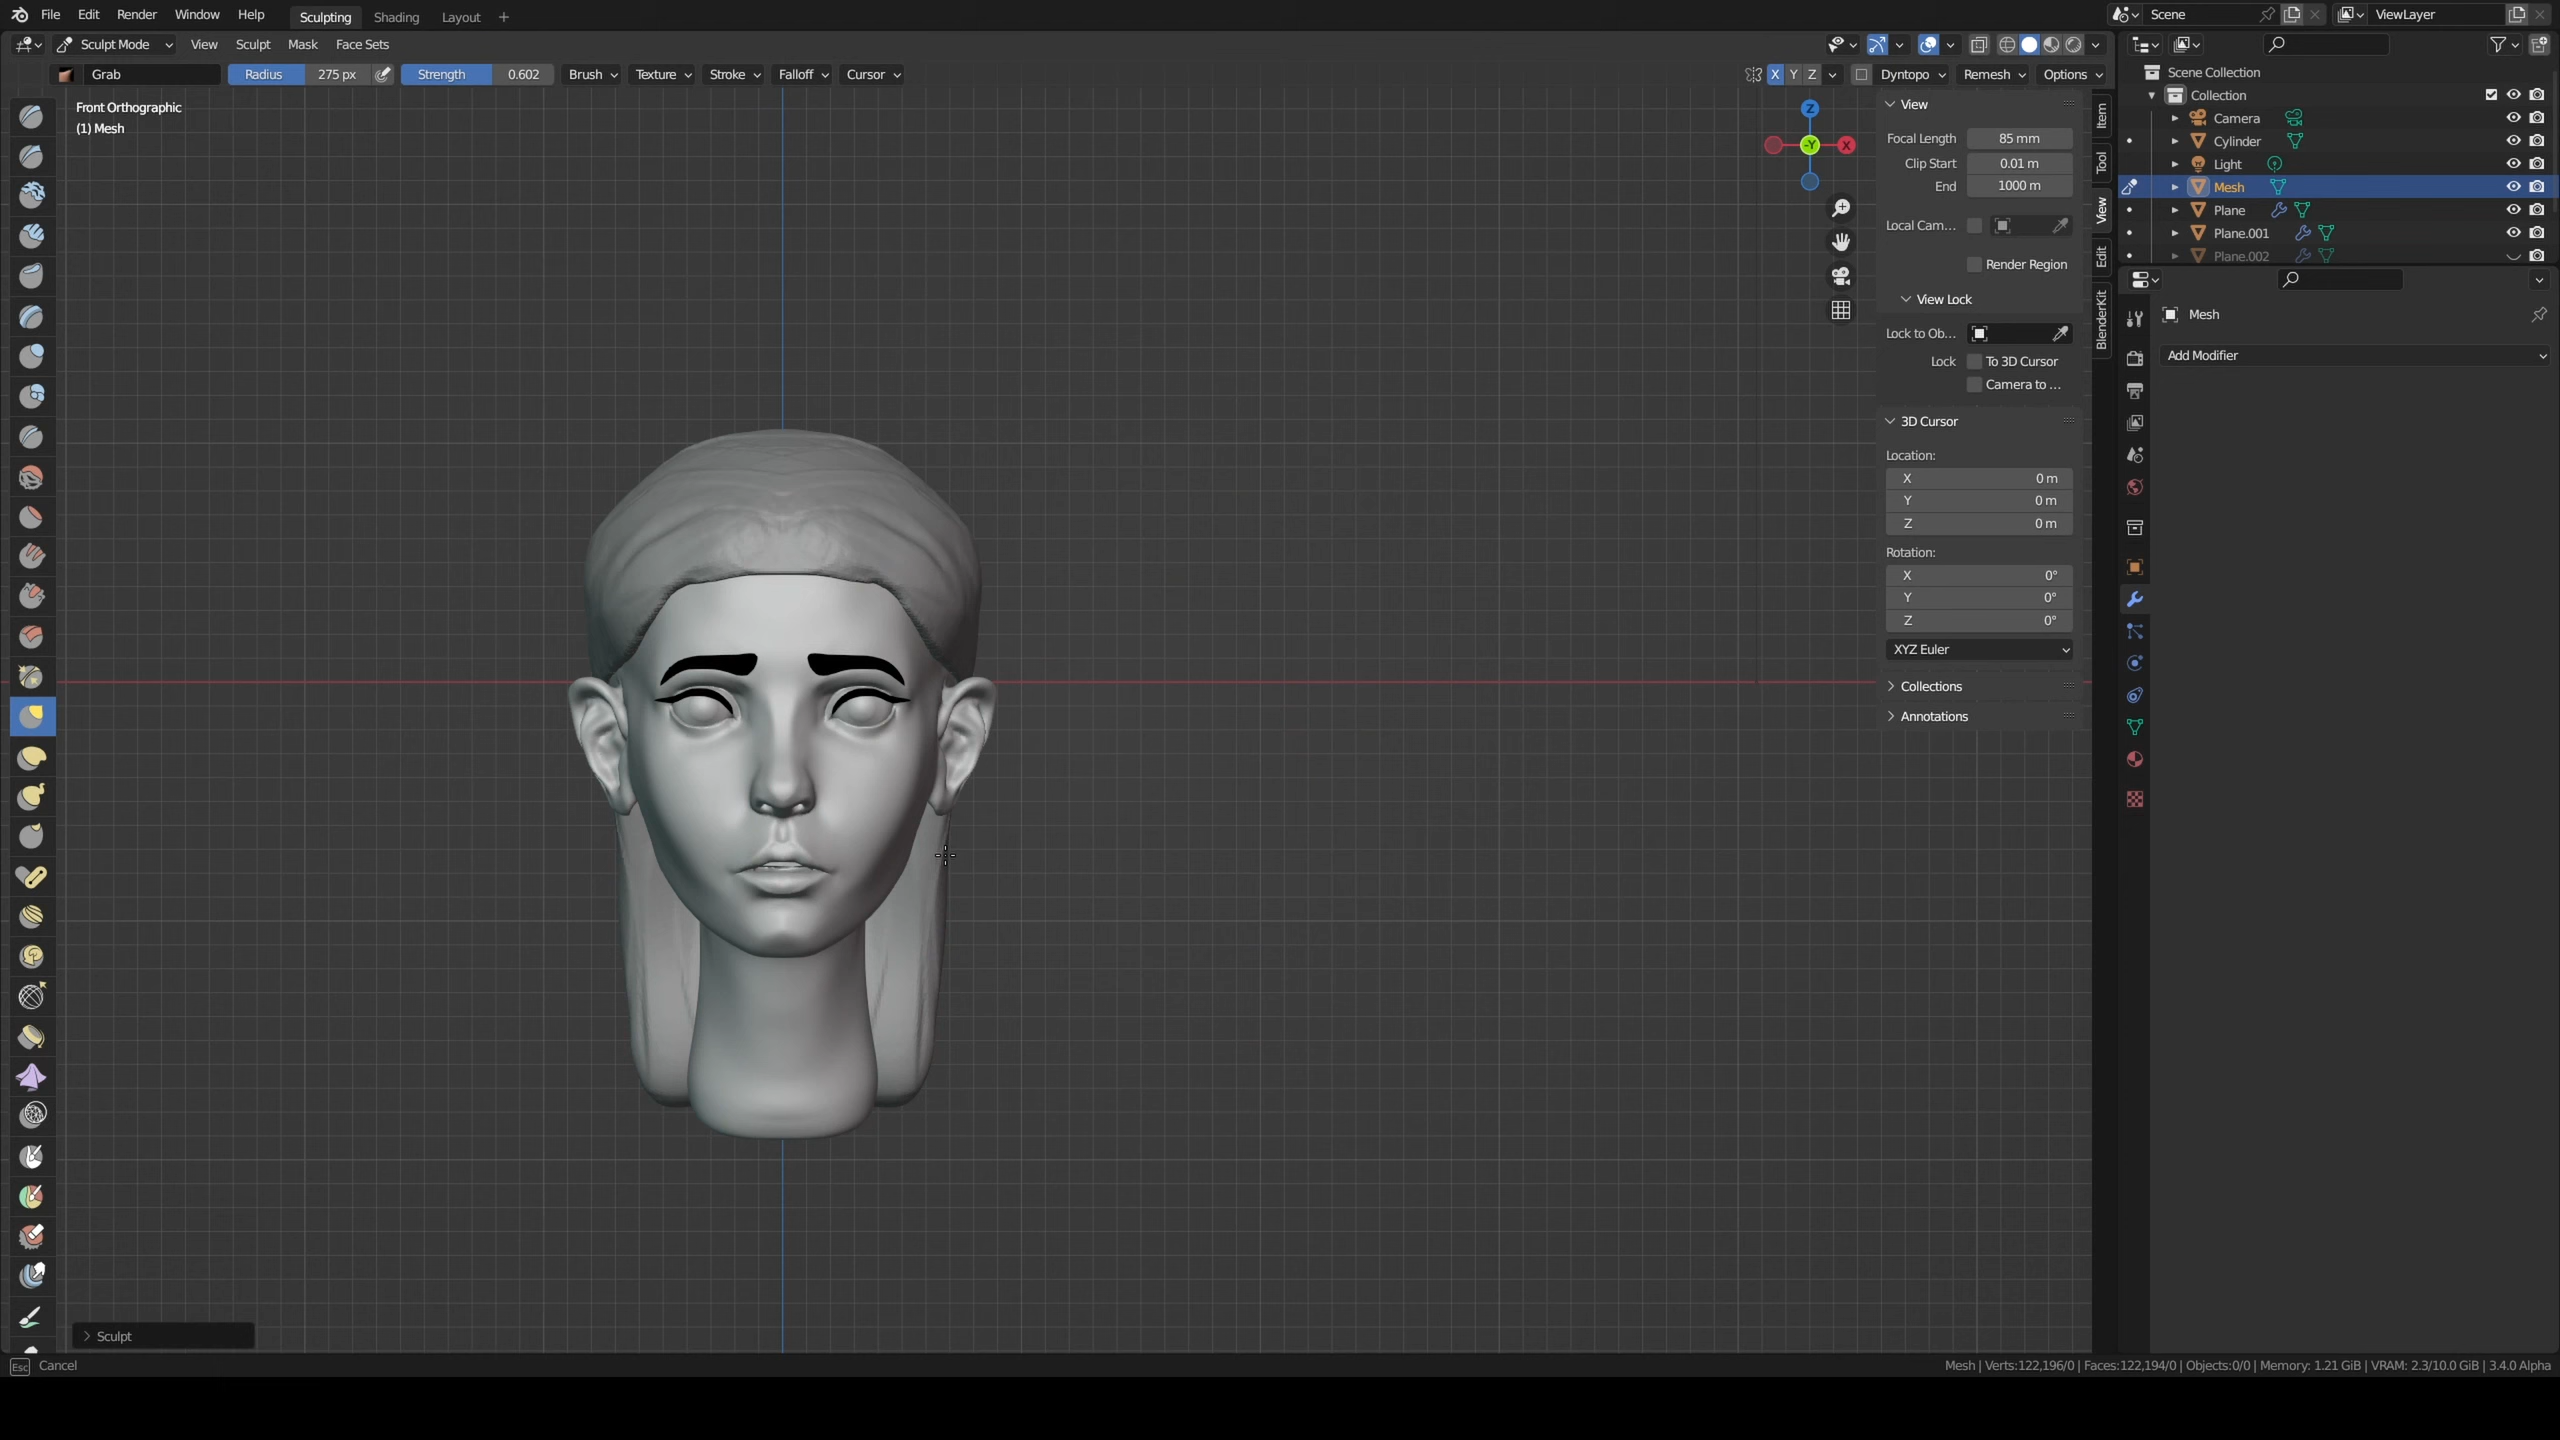 File Edit Render Window Help Sculpting Shading Layout + Scene ViewLayer
Sculpt Mode View Sculpt Mask Face Sets
Grab Radius 275 px Strength 0.602 Brush Texture Stroke Falloff Cursor X Y Z Dyntopo Remesh Options
Front Orthographic
(1) Mesh
Z
-Y
X
View
Focal Length 85 mm
Clip Start 0.01 m
End 1000 m
Local Cam...
Render Region
View Lock
Lock to Ob...
Lock To 3D Cursor
Camera to ...
3D Cursor
Location:
X 0 m
Y 0 m
Z 0 m
Rotation:
X 0°
Y 0°
Z 0°
XYZ Euler
Collections
Annotations
Item
Tool
View
Edit
BlenderKit
Scene Collection
Collection
Camera
Cylinder
Light
Mesh
Plane
Plane.001
Plane.002
Mesh
Add Modifier
Sculpt
Esc Cancel
Mesh | Verts:122,196/0 | Faces:122,194/0 | Objects:0/0 | Memory: 1.21 GiB | VRAM: 2.3/10.0 GiB | 3.4.0 Alpha